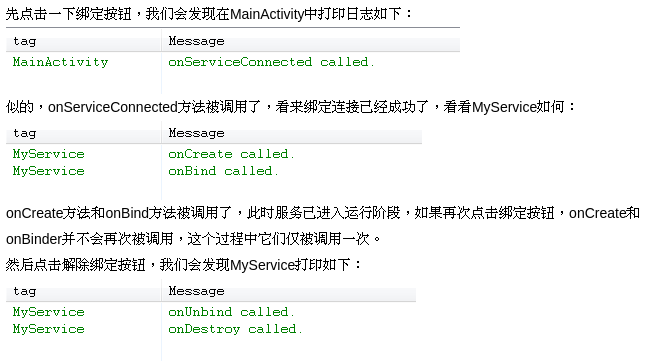 先点击一下绑定按钮，我们会发现在MainActivity中打印日志如下：
tag Message
MainActivity onServiceConnected called.
似的，onServiceConnected方法被调用了，看来绑定连接已经成功了，看看MyService如何：
tag Message
MyService onCreate called.
MyService onBind called.
onCreate方法和onBind方法被调用了，此时服务已进入运行阶段，如果再次点击绑定按钮，onCreate和
onBinder并不会再次被调用，这个过程中它们仅被调用一次。
然后点击解除绑定按钮，我们会发现MyService打印如下：
tag Message
MyService onUnbind called.
MyService onDestroy called.